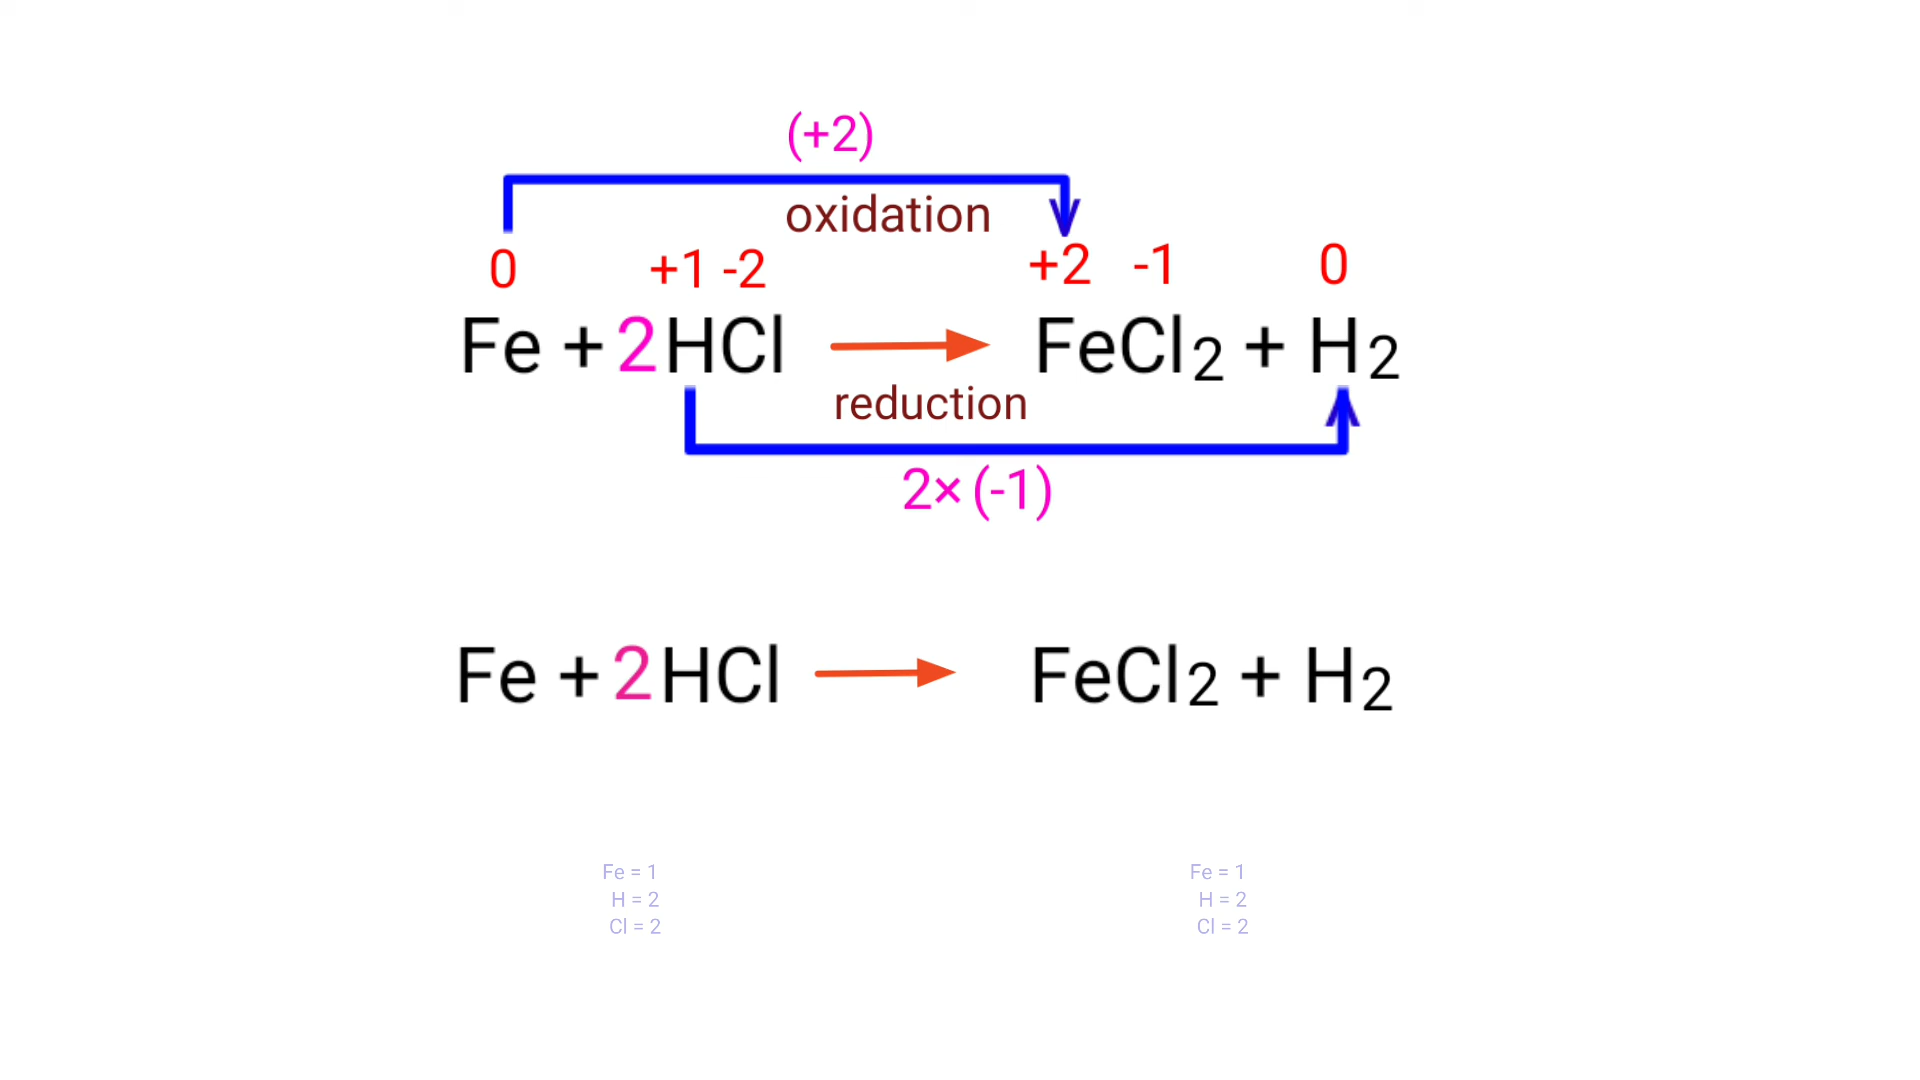 (+2)
oxidation
0 +1 -2 +2 -1 0
Fe + 2HCl → FeCl2 + H2
reduction
2×(-1)
Fe + 2HCl → FeCl2 + H2
Fe = 1 Fe = 1
H = 2 H = 2
Cl = 2 Cl = 2